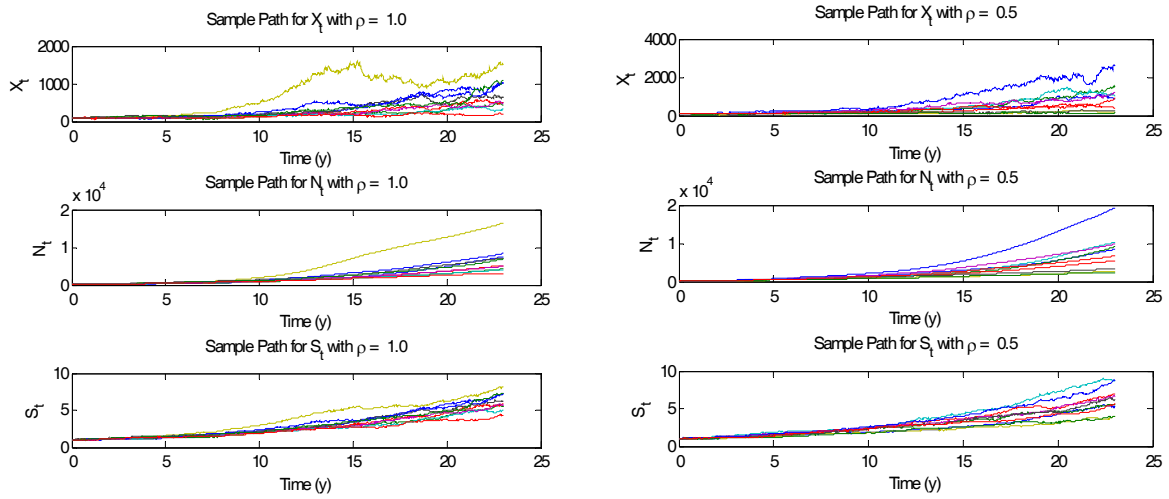 Sample Path for X_t with ρ = 1.0
2000
1000
0
X_t
0 5 10 15 20 25
Time (y)
Sample Path for N_t with ρ = 1.0
x 10^4
2
1
0
N_t
0 5 10 15 20 25
Time (y)
Sample Path for S_t with ρ = 1.0
10
5
0
S_t
0 5 10 15 20 25
Time (y)
Sample Path for X_t with ρ = 0.5
4000
2000
0
X_t
0 5 10 15 20 25
Time (y)
Sample Path for N_t with ρ = 0.5
x 10^4
2
1
0
N_t
0 5 10 15 20 25
Time (y)
Sample Path for S_t with ρ = 0.5
10
5
0
S_t
0 5 10 15 20 25
Time (y)